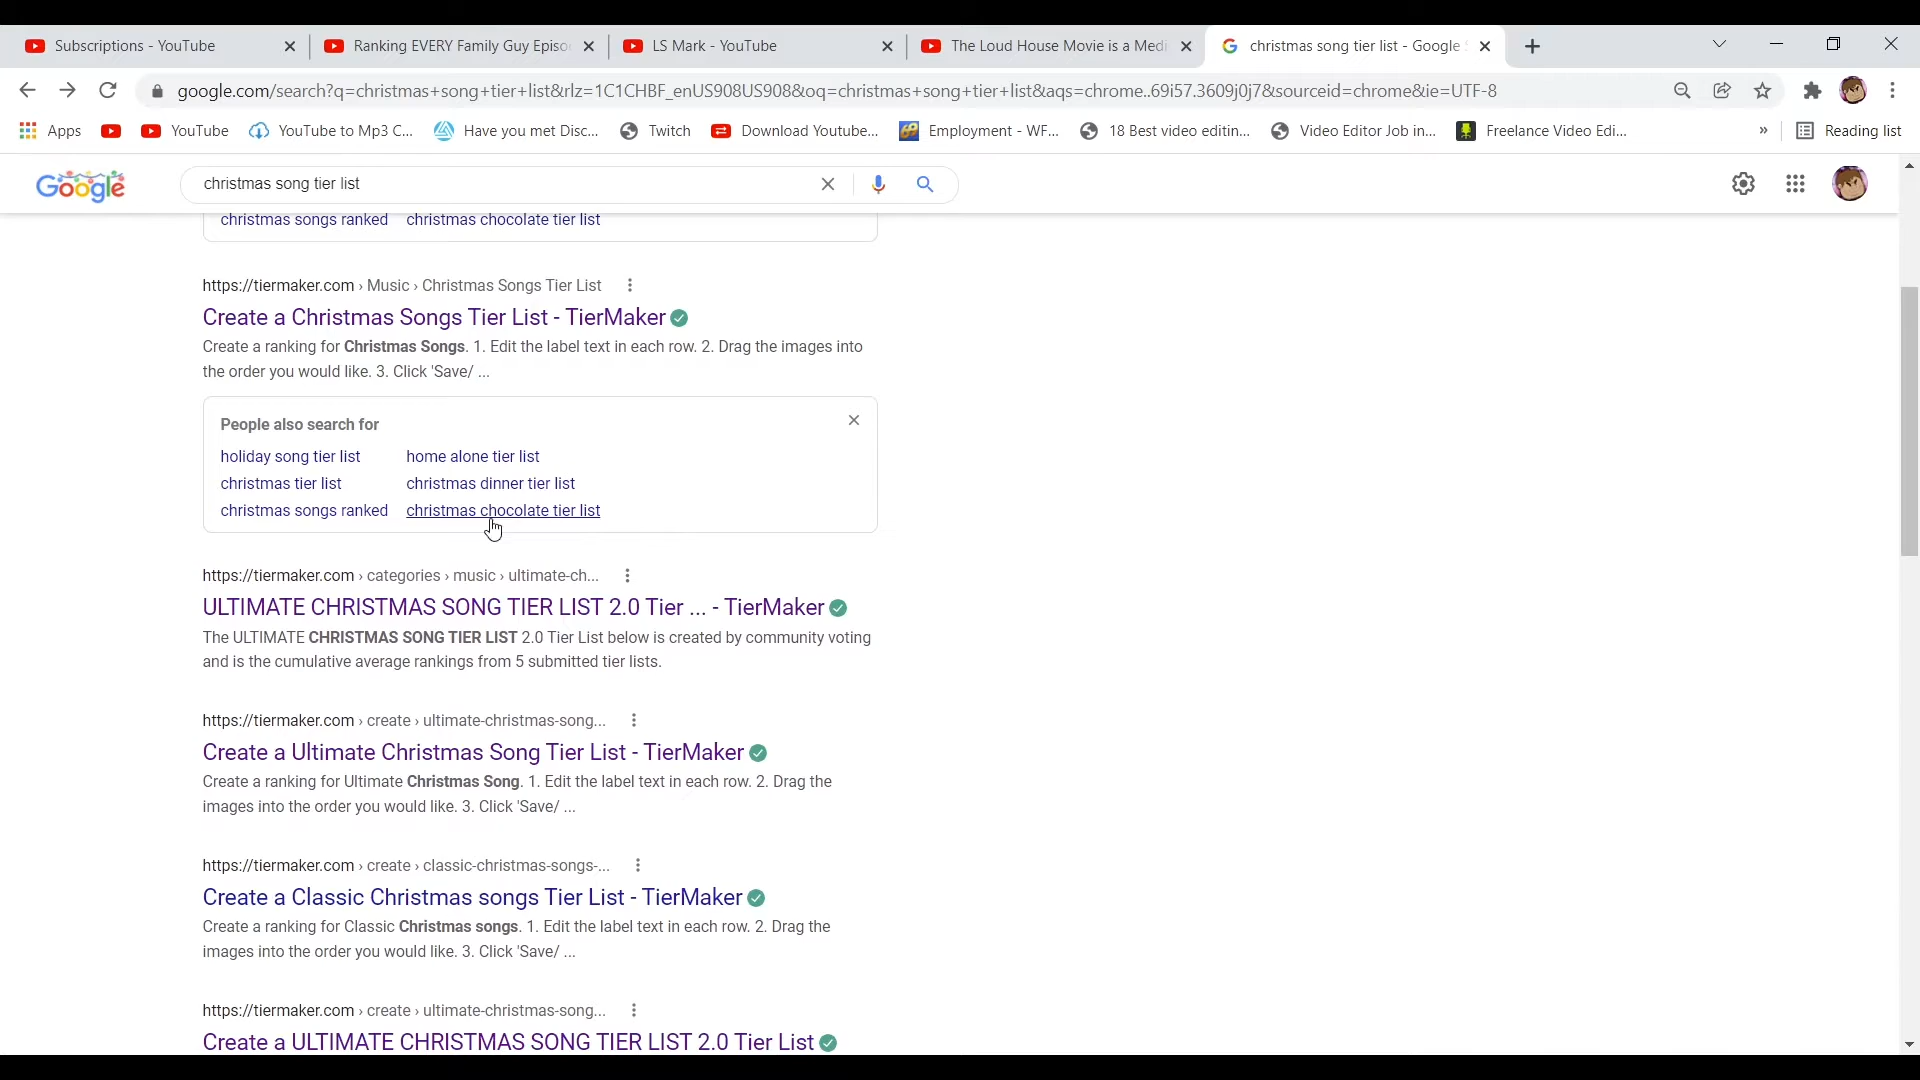 Subscriptions - YouTube
Ranking EVERY Family Guy Episo
LS Mark - YouTube
The Loud House Movie is a Medi
christmas song tier list - Google S
google.com/search?q=christmas+song+tier+list&rlz=1C1CHBF_enUS908US908&oq=christmas+song+tier+list&aqs=chrome..69i57.3609j0j7&sourceid=chrome&ie=UTF-8
Apps
YouTube
YouTube to Mp3 C...
Have you met Disc...
Twitch
Download Youtube...
Employment - WF...
18 Best video editin...
Video Editor Job in...
Freelance Video Edi...
»
Reading list
Google
christmas song tier list
christmas songs ranked christmas chocolate tier list
https://tiermaker.com › Music › Christmas Songs Tier List
Create a Christmas Songs Tier List - TierMaker
Create a ranking for Christmas Songs. 1. Edit the label text in each row. 2. Drag the images into
the order you would like. 3. Click 'Save/ ...
People also search for
holiday song tier list home alone tier list
christmas tier list christmas dinner tier list
christmas songs ranked christmas chocolate tier list
https://tiermaker.com › categories › music › ultimate-ch...
ULTIMATE CHRISTMAS SONG TIER LIST 2.0 Tier ... - TierMaker
The ULTIMATE CHRISTMAS SONG TIER LIST 2.0 Tier List below is created by community voting
and is the cumulative average rankings from 5 submitted tier lists.
https://tiermaker.com › create › ultimate-christmas-song...
Create a Ultimate Christmas Song Tier List - TierMaker
Create a ranking for Ultimate Christmas Song. 1. Edit the label text in each row. 2. Drag the
images into the order you would like. 3. Click 'Save/ ...
https://tiermaker.com › create › classic-christmas-songs-...
Create a Classic Christmas songs Tier List - TierMaker
Create a ranking for Classic Christmas songs. 1. Edit the label text in each row. 2. Drag the
images into the order you would like. 3. Click 'Save/ ...
https://tiermaker.com › create › ultimate-christmas-song...
Create a ULTIMATE CHRISTMAS SONG TIER LIST 2.0 Tier List